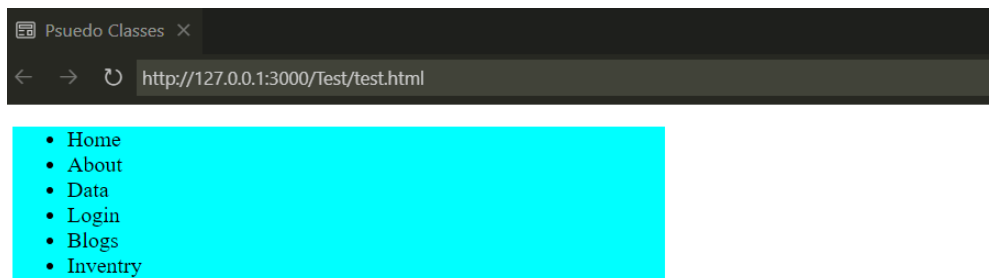 Psuedo Classes
http://127.0.0.1:3000/Test/test.html
Home
About
Data
Login
Blogs
Inventry